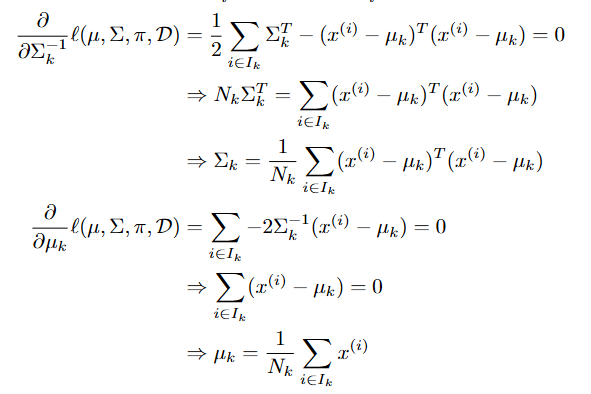 ∂/∂Σ_k^{-1} ℓ(μ, Σ, π, 𝒟) = 1/2 ∑_{i∈I_k} Σ_k^T − (x^{(i)} − μ_k)^T (x^{(i)} − μ_k) = 0
⇒ N_k Σ_k^T = ∑_{i∈I_k} (x^{(i)} − μ_k)^T (x^{(i)} − μ_k)
⇒ Σ_k = 1/N_k ∑_{i∈I_k} (x^{(i)} − μ_k)^T (x^{(i)} − μ_k)
∂/∂μ_k ℓ(μ, Σ, π, 𝒟) = ∑_{i∈I_k} −2Σ_k^{-1} (x^{(i)} − μ_k) = 0
⇒ ∑_{i∈I_k} (x^{(i)} − μ_k) = 0
⇒ μ_k = 1/N_k ∑_{i∈I_k} x^{(i)}